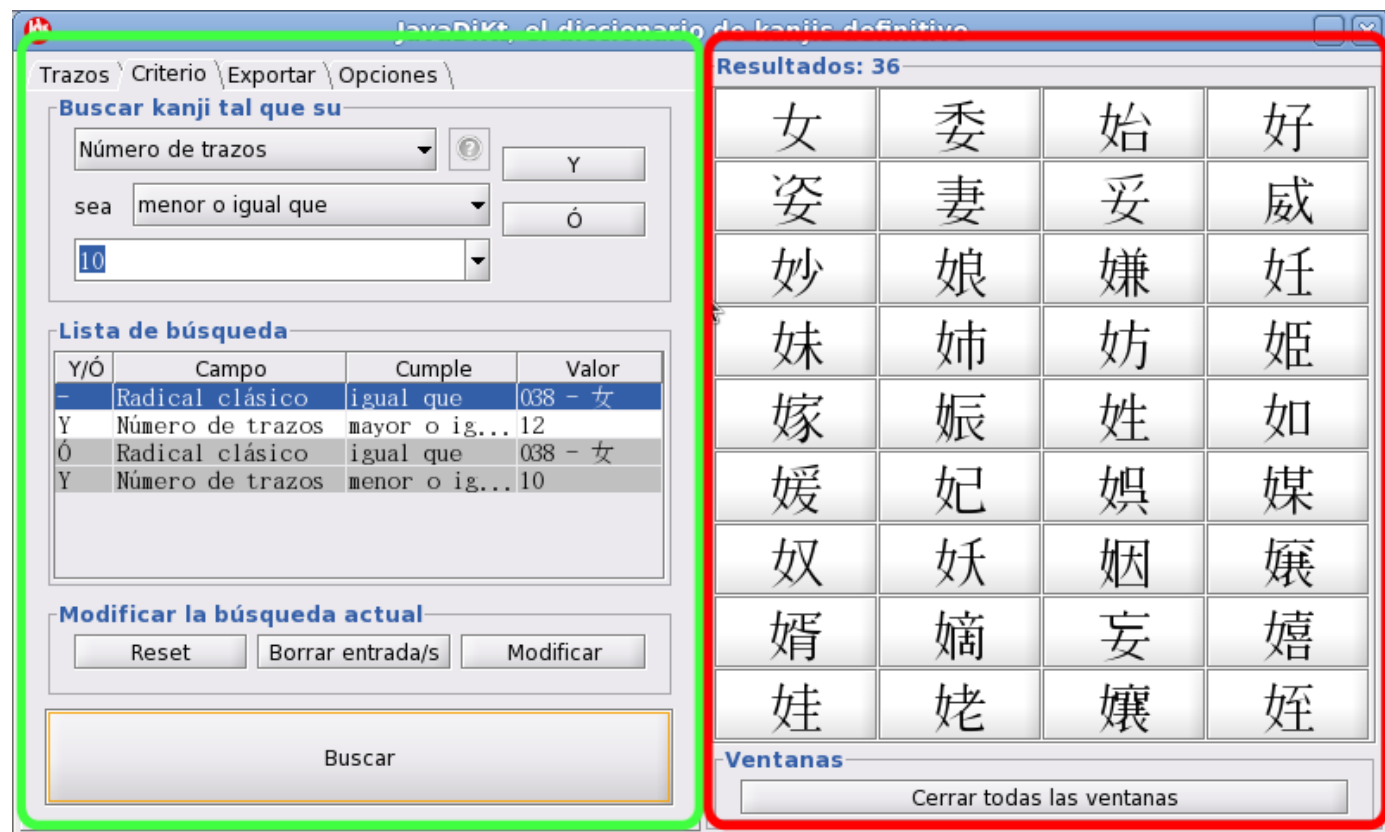 JavaDiKt, el diccionario de kanjis definitivo
Trazos Criterio Exportar Opciones
Buscar kanji tal que su
Número de trazos
Y
sea menor o igual que
Ó
10
Lista de búsqueda
Y/Ó Campo Cumple Valor
- Radical clásico igual que 038 - 女
Y Número de trazos mayor o ig... 12
Ó Radical clásico igual que 038 - 女
Y Número de trazos menor o ig... 10
Modificar la búsqueda actual
Reset Borrar entrada/s Modificar
Buscar
Resultados: 36
女 委 始 好
姿 妻 妥 威
妙 娘 嫌 妊
妹 姉 妨 姫
嫁 娠 姓 如
媛 妃 娯 媒
奴 妖 姻 嬢
婿 嫡 妄 嬉
娃 姥 孃 姪
Ventanas
Cerrar todas las ventanas